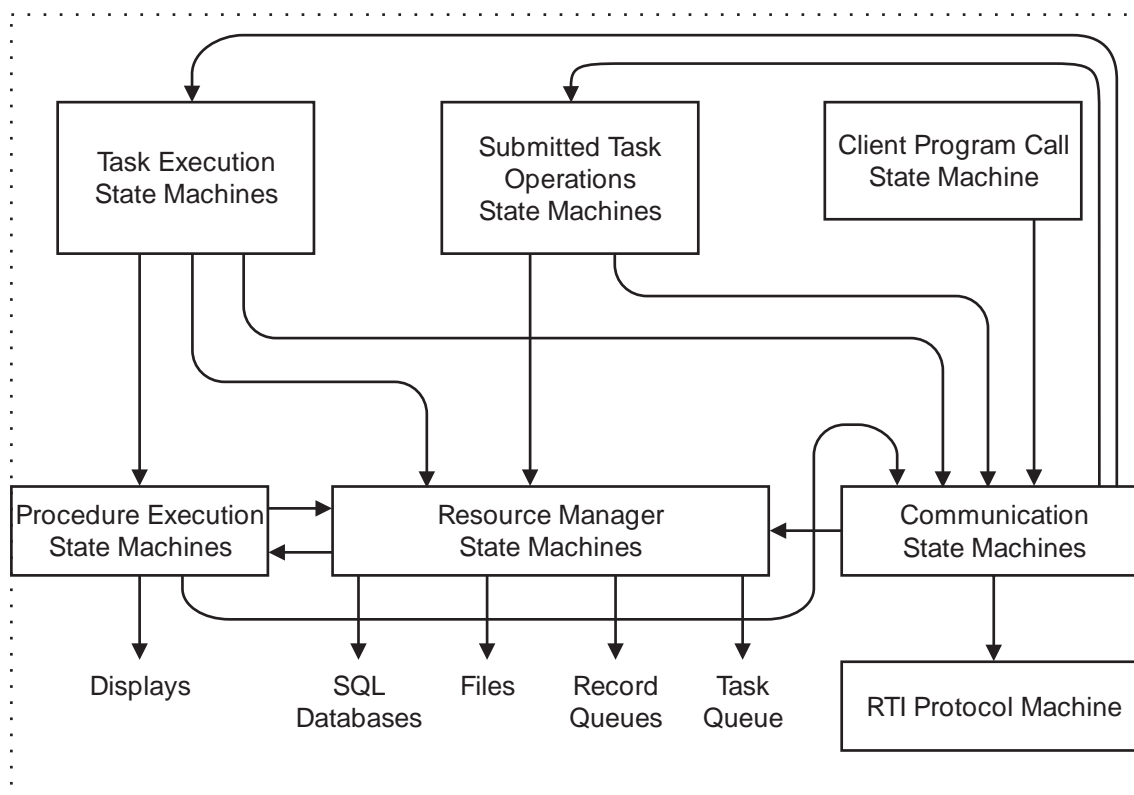 Task Execution
State Machines
Submitted Task
Operations
State Machines
Client Program Call
State Machine
Procedure Execution
State Machines
Resource Manager
State Machines
Communication
State Machines
Displays
SQL
Databases
Files
Record
Queues
Task
Queue
RTI Protocol Machine